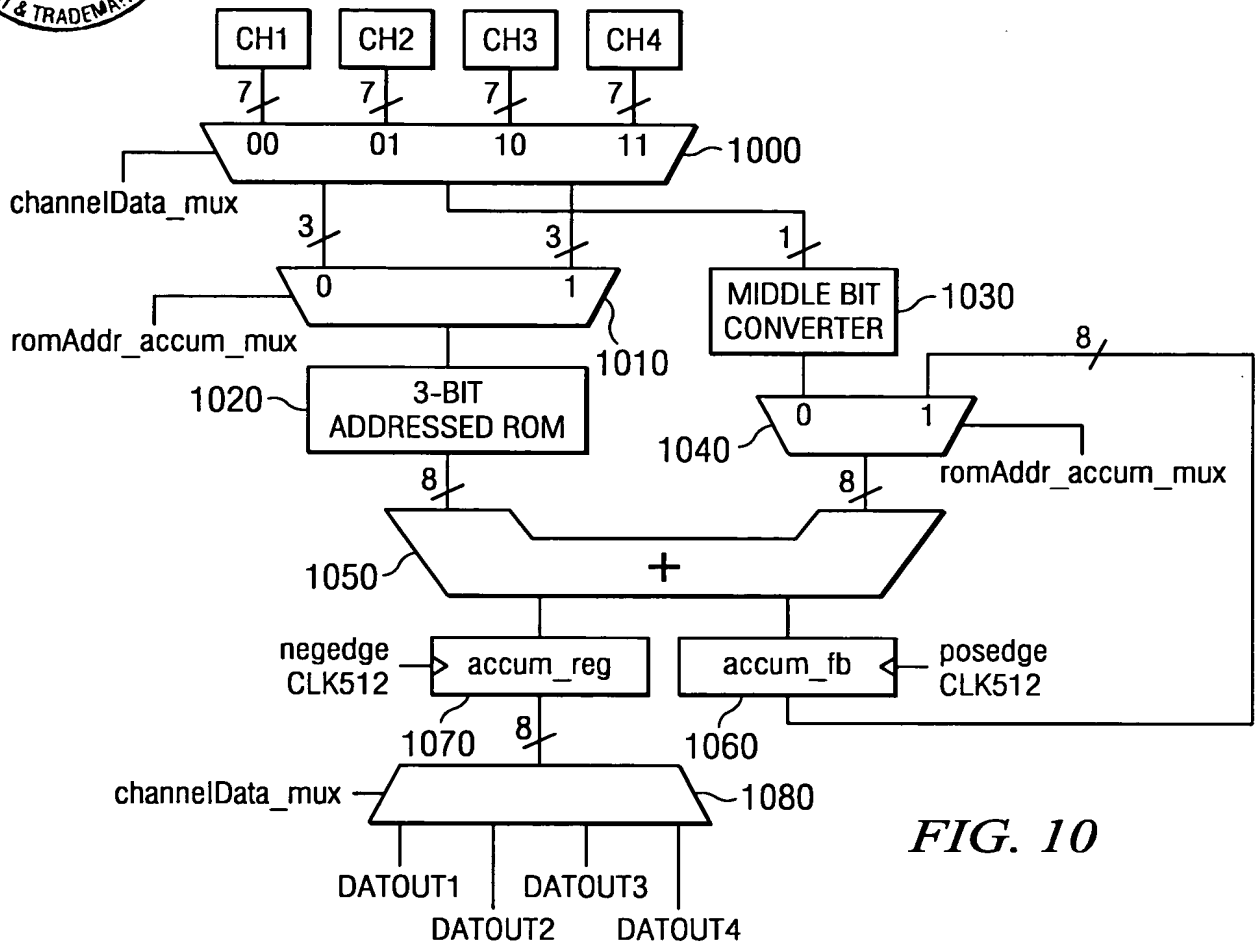 & TRADEMA
CH1 CH2 CH3 CH4
7 7 7 7
00 01 10 11
1000
channelData_mux
3 3 1
0 1
MIDDLE BIT
CONVERTER
1030
romAddr_accum_mux
1010
8
1020
3-BIT
ADDRESSED ROM
0 1
1040
romAddr_accum_mux
8 8
1050
+
negedge
CLK512
accum_reg
accum_fb
posedge
CLK512
1070
8
1060
channelData_mux
1080
DATOUT1
DATOUT2
DATOUT3
DATOUT4
FIG. 10